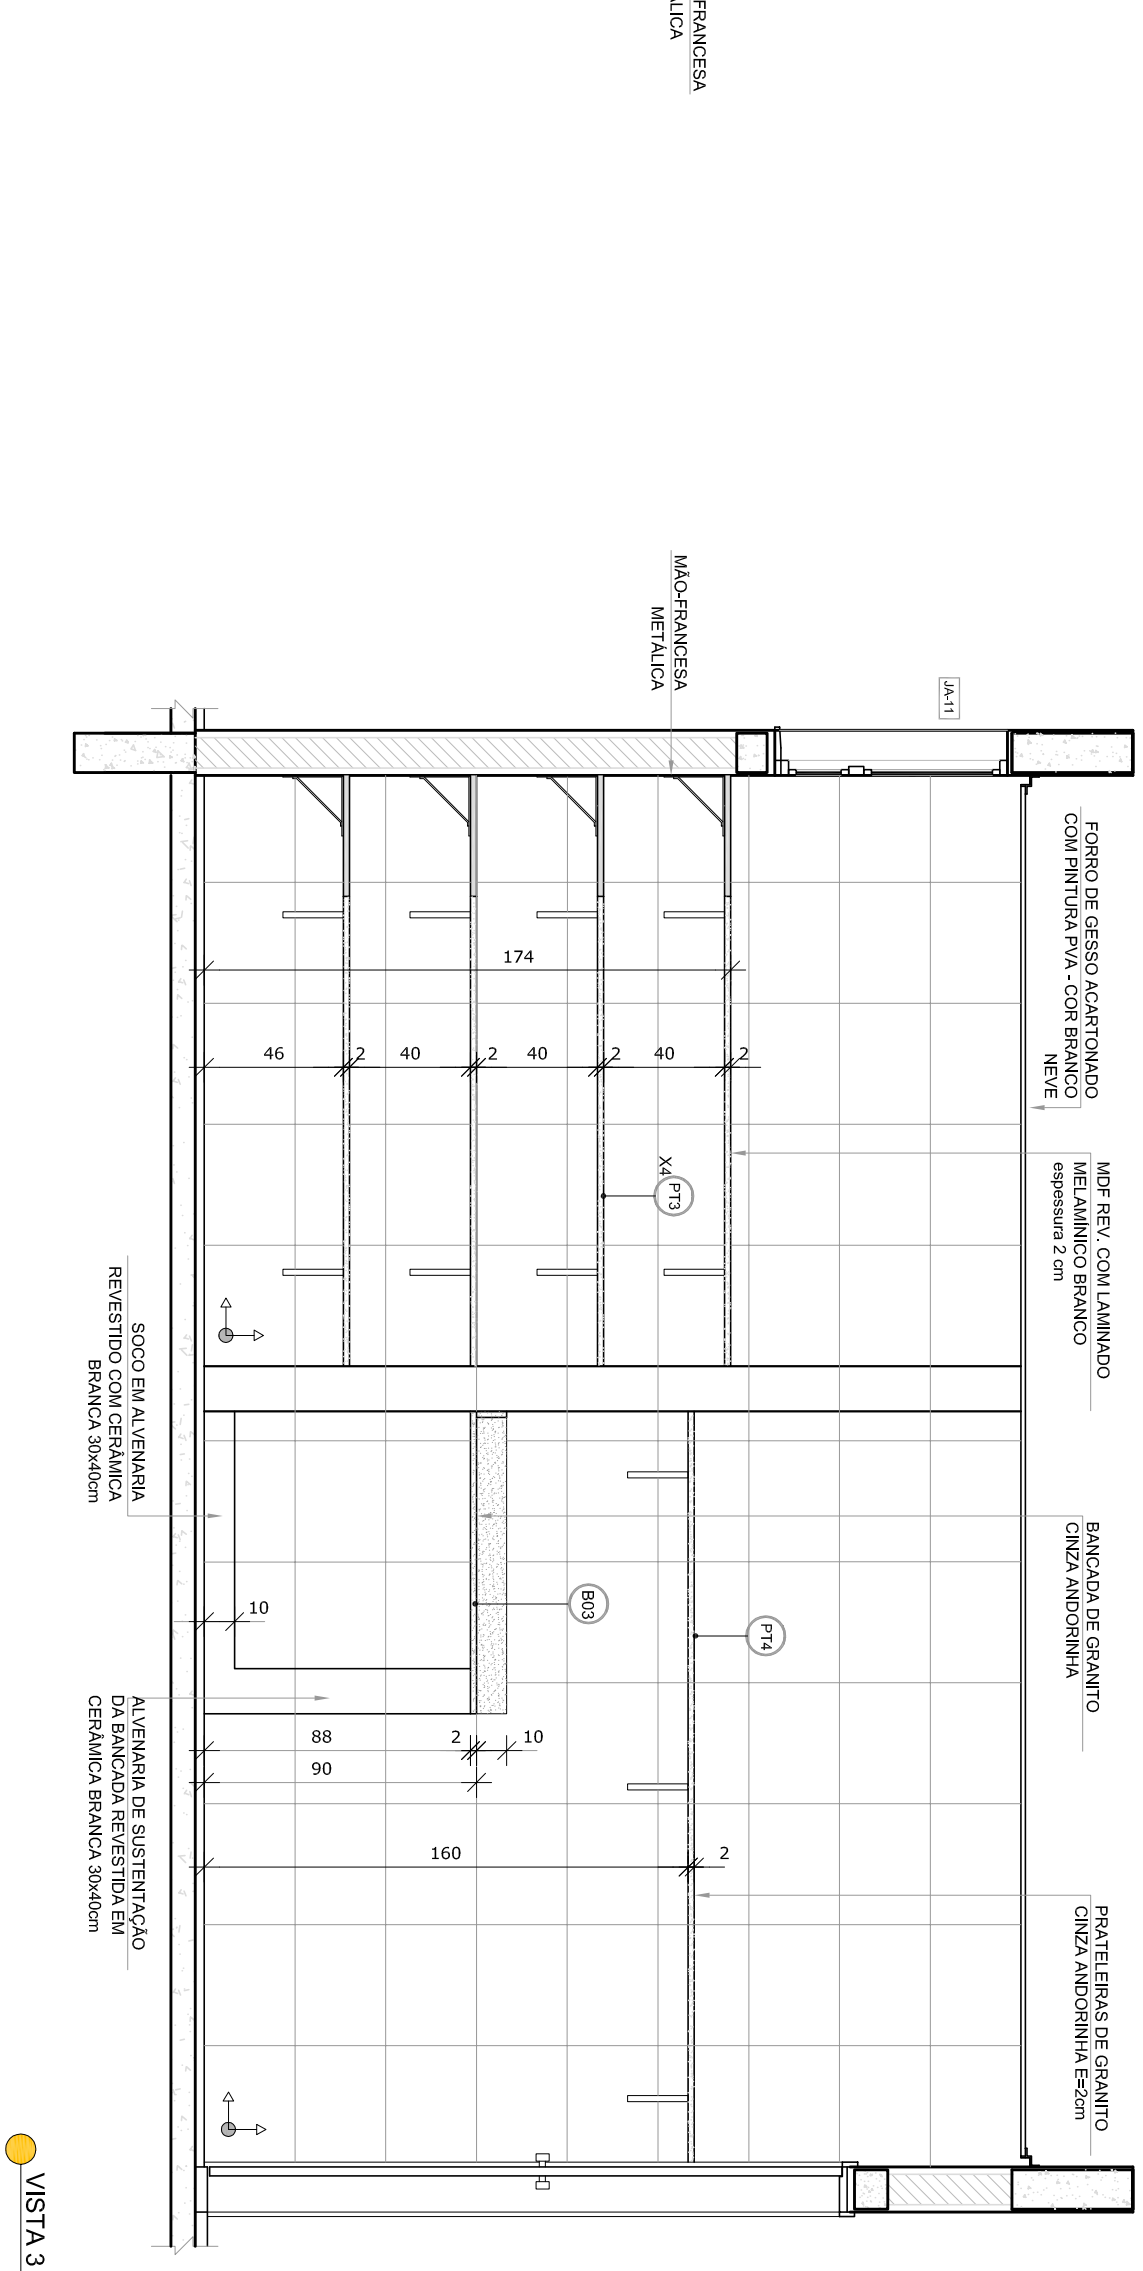 FRANCESA
MÃO-FRANCESA
METÁLICA
JA-11
FORRO DE GESSO ACARTONADO
COM PINTURA PVA - COR BRANCO
NEVE
MDF REV. COM LAMINADO
MELAMÍNICO BRANCO
espessura 2 cm
BANCADA DE GRANITO
CINZA ANDORINHA
PRATELEIRAS DE GRANITO
CINZA ANDORINHA E=2cm
174
46
2
40
2
40
2
40
2
X4
PT3
PT4
B03
10
88
2
10
90
160
2
SOCO EM ALVENARIA
REVESTIDO COM CERÂMICA
BRANCA 30x40cm
ALVENARIA DE SUSTENTAÇÃO
DA BANCADA REVESTIDA EM
CERÂMICA BRANCA 30x40cm
VISTA 3